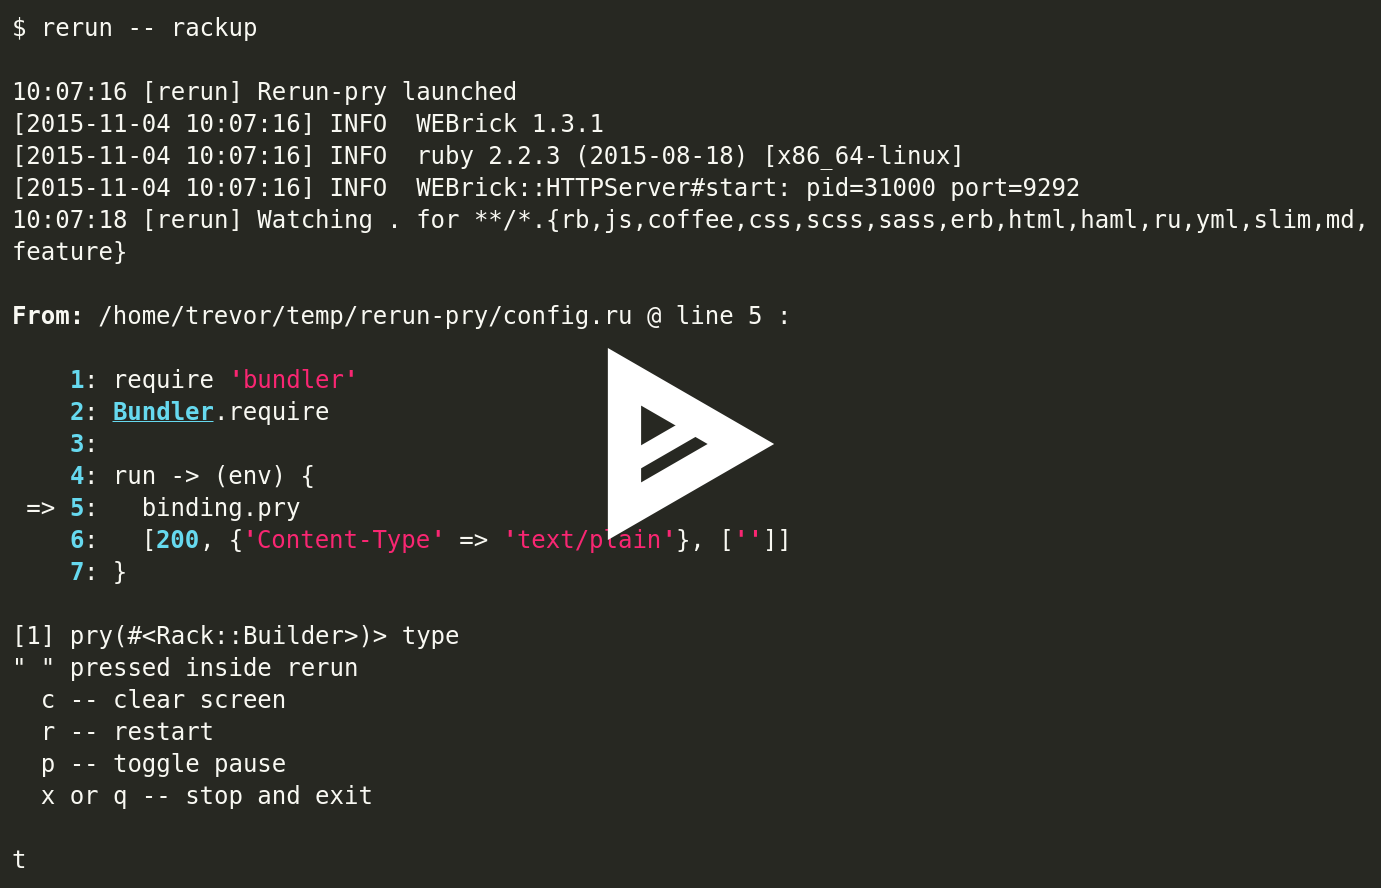 $ rerun -- rackup
10:07:16 [rerun] Rerun-pry launched
[2015-11-04 10:07:16] INFO  WEBrick 1.3.1
[2015-11-04 10:07:16] INFO  ruby 2.2.3 (2015-08-18) [x86_64-linux]
[2015-11-04 10:07:16] INFO  WEBrick::HTTPServer#start: pid=31000 port=9292
10:07:18 [rerun] Watching . for **/*.{rb,js,coffee,css,scss,sass,erb,html,haml,ru,yml,slim,md,
feature}
From: /home/trevor/temp/rerun-pry/config.ru @ line 5 :
    1: require 'bundler'
    2: Bundler.require
    3:
    4: run -> (env) {
 => 5:   binding.pry
    6:   [200, {'Content-Type' => 'text/plain'}, ['']]
    7: }
[1] pry(#<Rack::Builder>)> type
" " pressed inside rerun
  c -- clear screen
  r -- restart
  p -- toggle pause
  x or q -- stop and exit
t